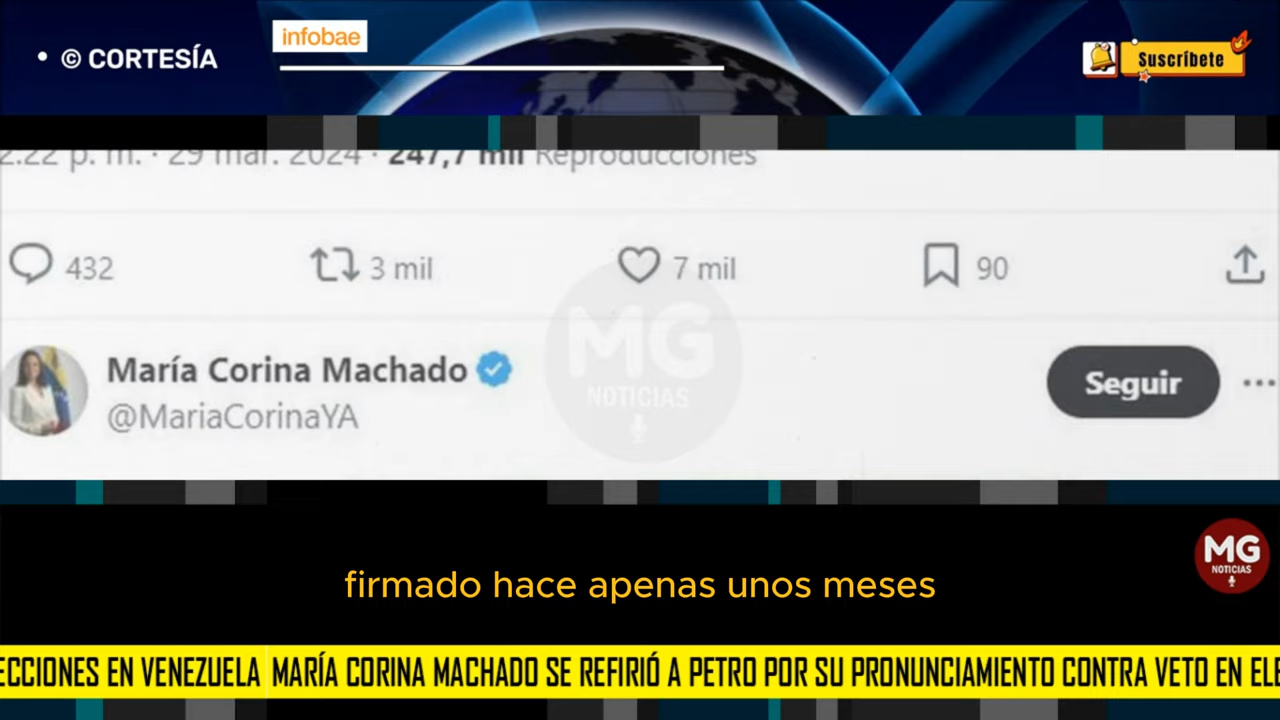 infobae
• © CORTESÍA
Suscríbete
2:22 p. m. · 29 mar. 2024 · 247,7 mil Reproducciones
432
3 mil
7 mil
90
María Corina Machado
@MariaCorinaYA
Seguir
MG
NOTICIAS
firmado hace apenas unos meses
MG
NOTICIAS
ECCIONES EN VENEZUELA MARÍA CORINA MACHADO SE REFIRIÓ A PETRO POR SU PRONUNCIAMIENTO CONTRA VETO EN ELE